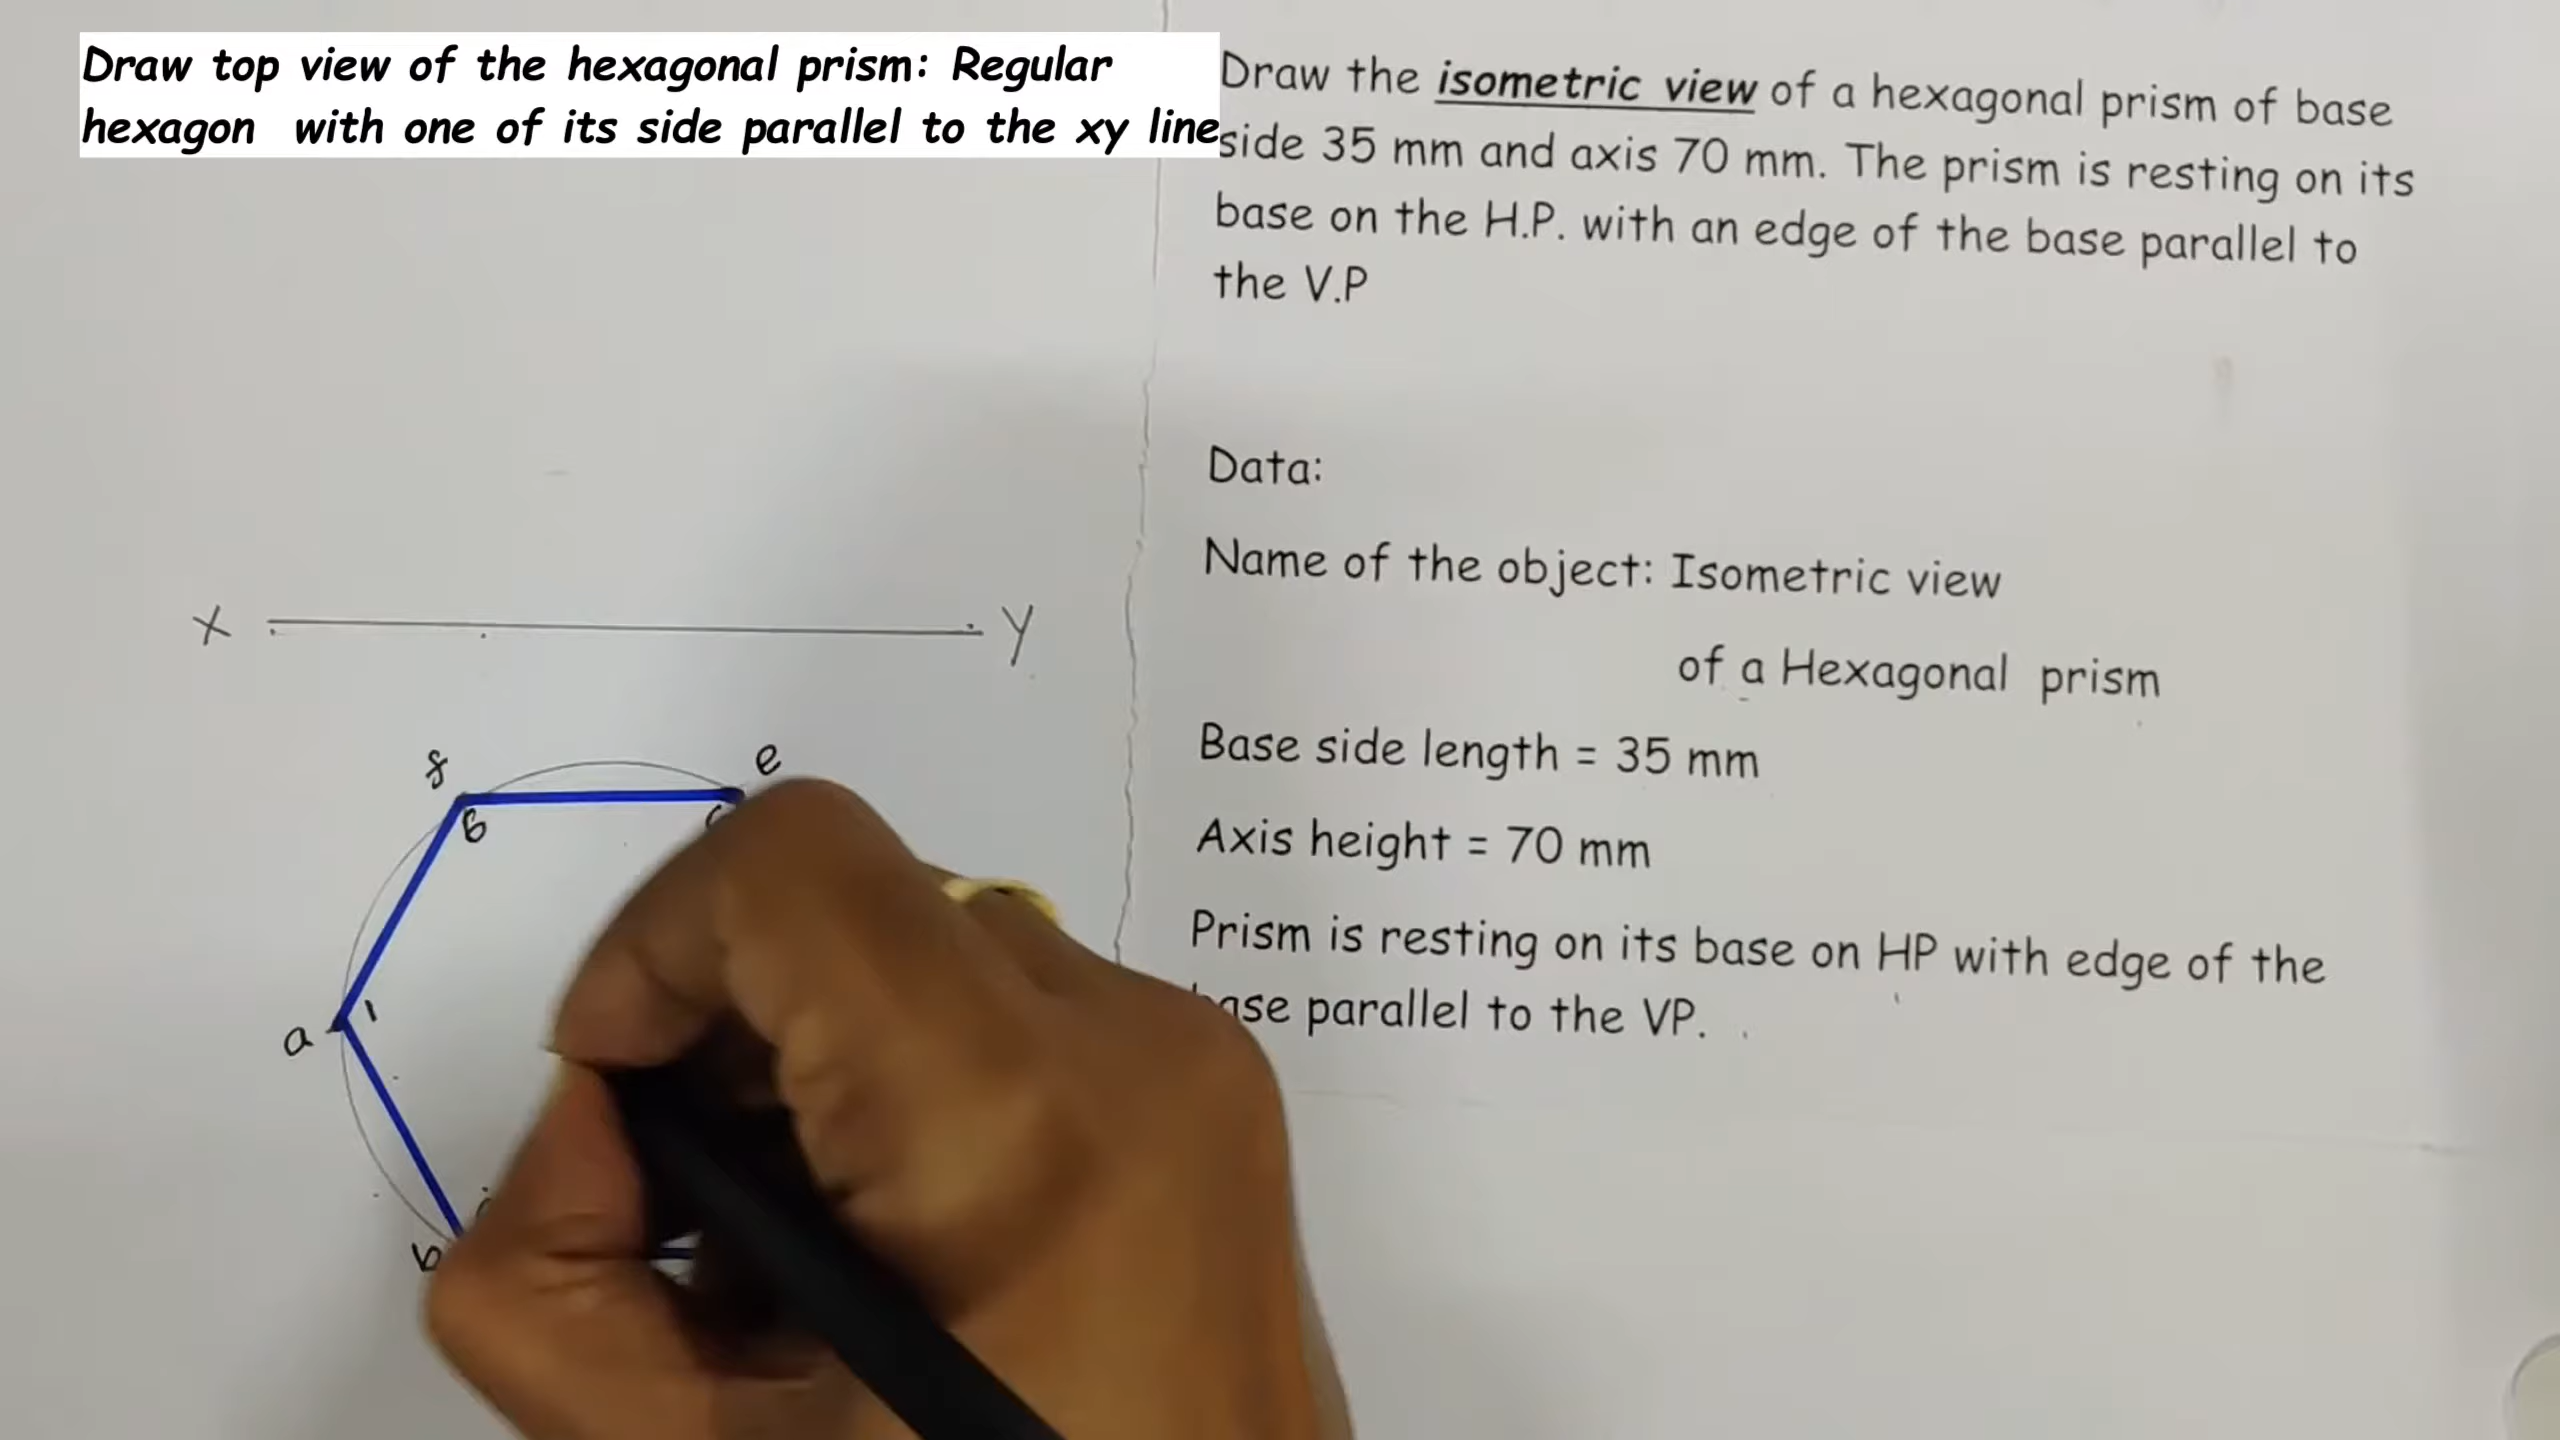 Draw top view of the hexagonal prism: Regular
hexagon with one of its side parallel to the xy line
Draw the isometric view of a hexagonal prism of base
side 35 mm and axis 70 mm. The prism is resting on its
base on the H.P. with an edge of the base parallel to
the V.P
Data:
Name of the object: Isometric view
of a Hexagonal prism
Base side length = 35 mm
Axis height = 70 mm
Prism is resting on its base on HP with edge of the
base parallel to the VP.
X Y
f e
6
a 1
b